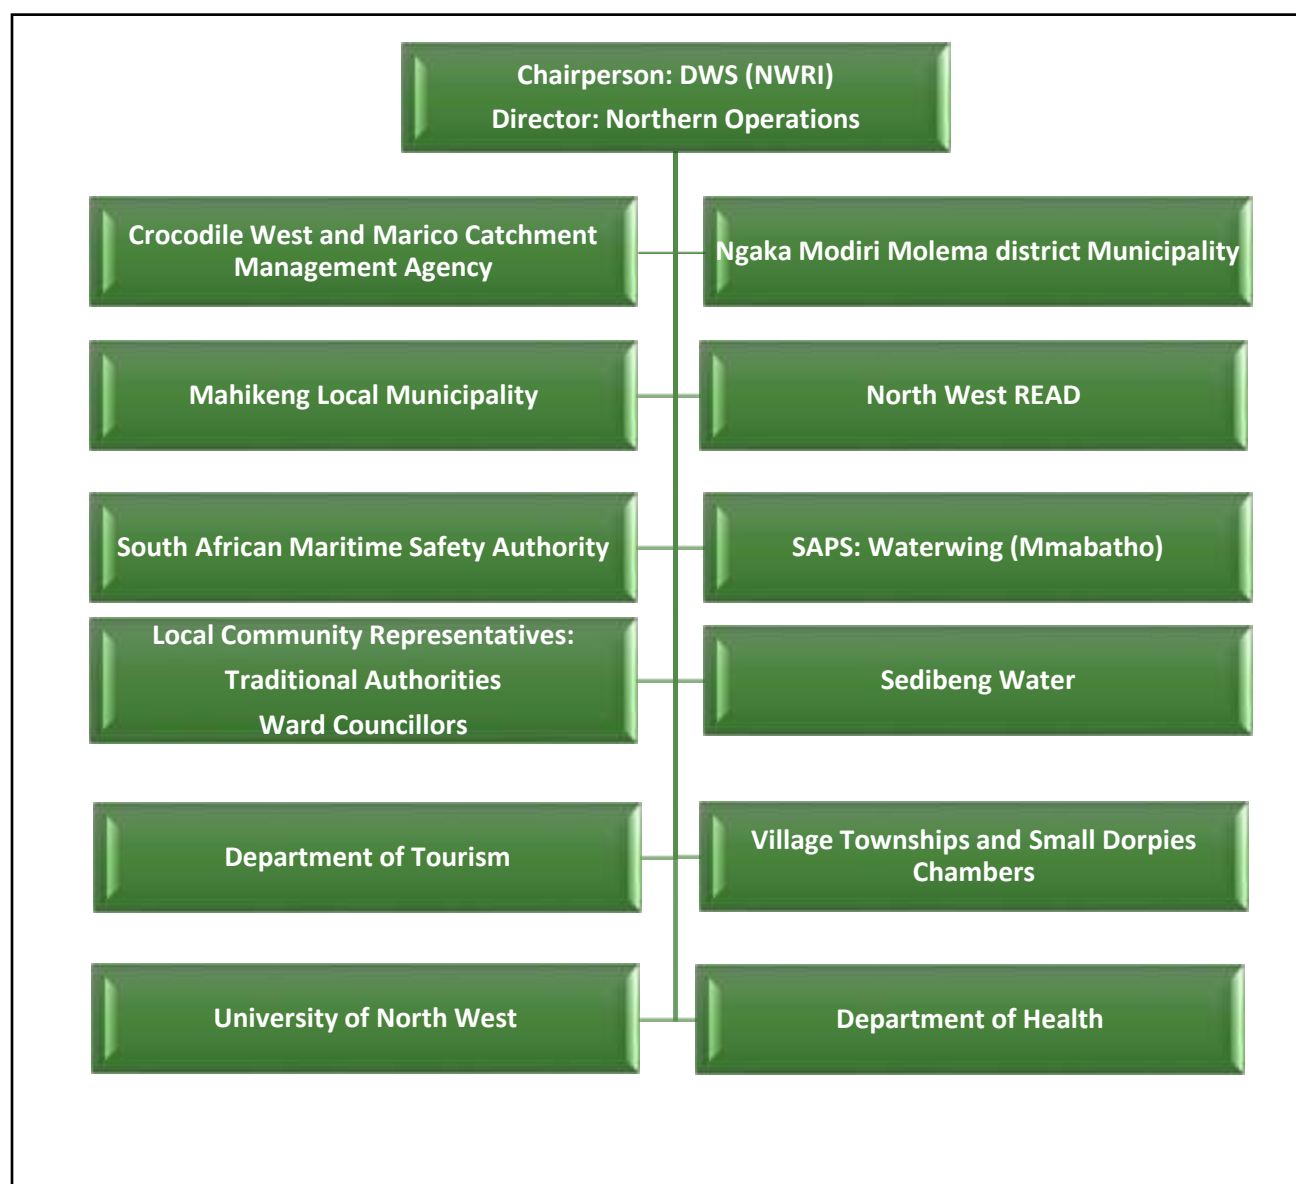 Chairperson: DWS (NWRI)
Director: Northern Operations
Crocodile West and Marico Catchment
Management Agency
Ngaka Modiri Molema district Municipality
Mahikeng Local Municipality
North West READ
South African Maritime Safety Authority
SAPS: Waterwing (Mmabatho)
Local Community Representatives:
Traditional Authorities
Ward Councillors
Sedibeng Water
Department of Tourism
Village Townships and Small Dorpies
Chambers
University of North West
Department of Health